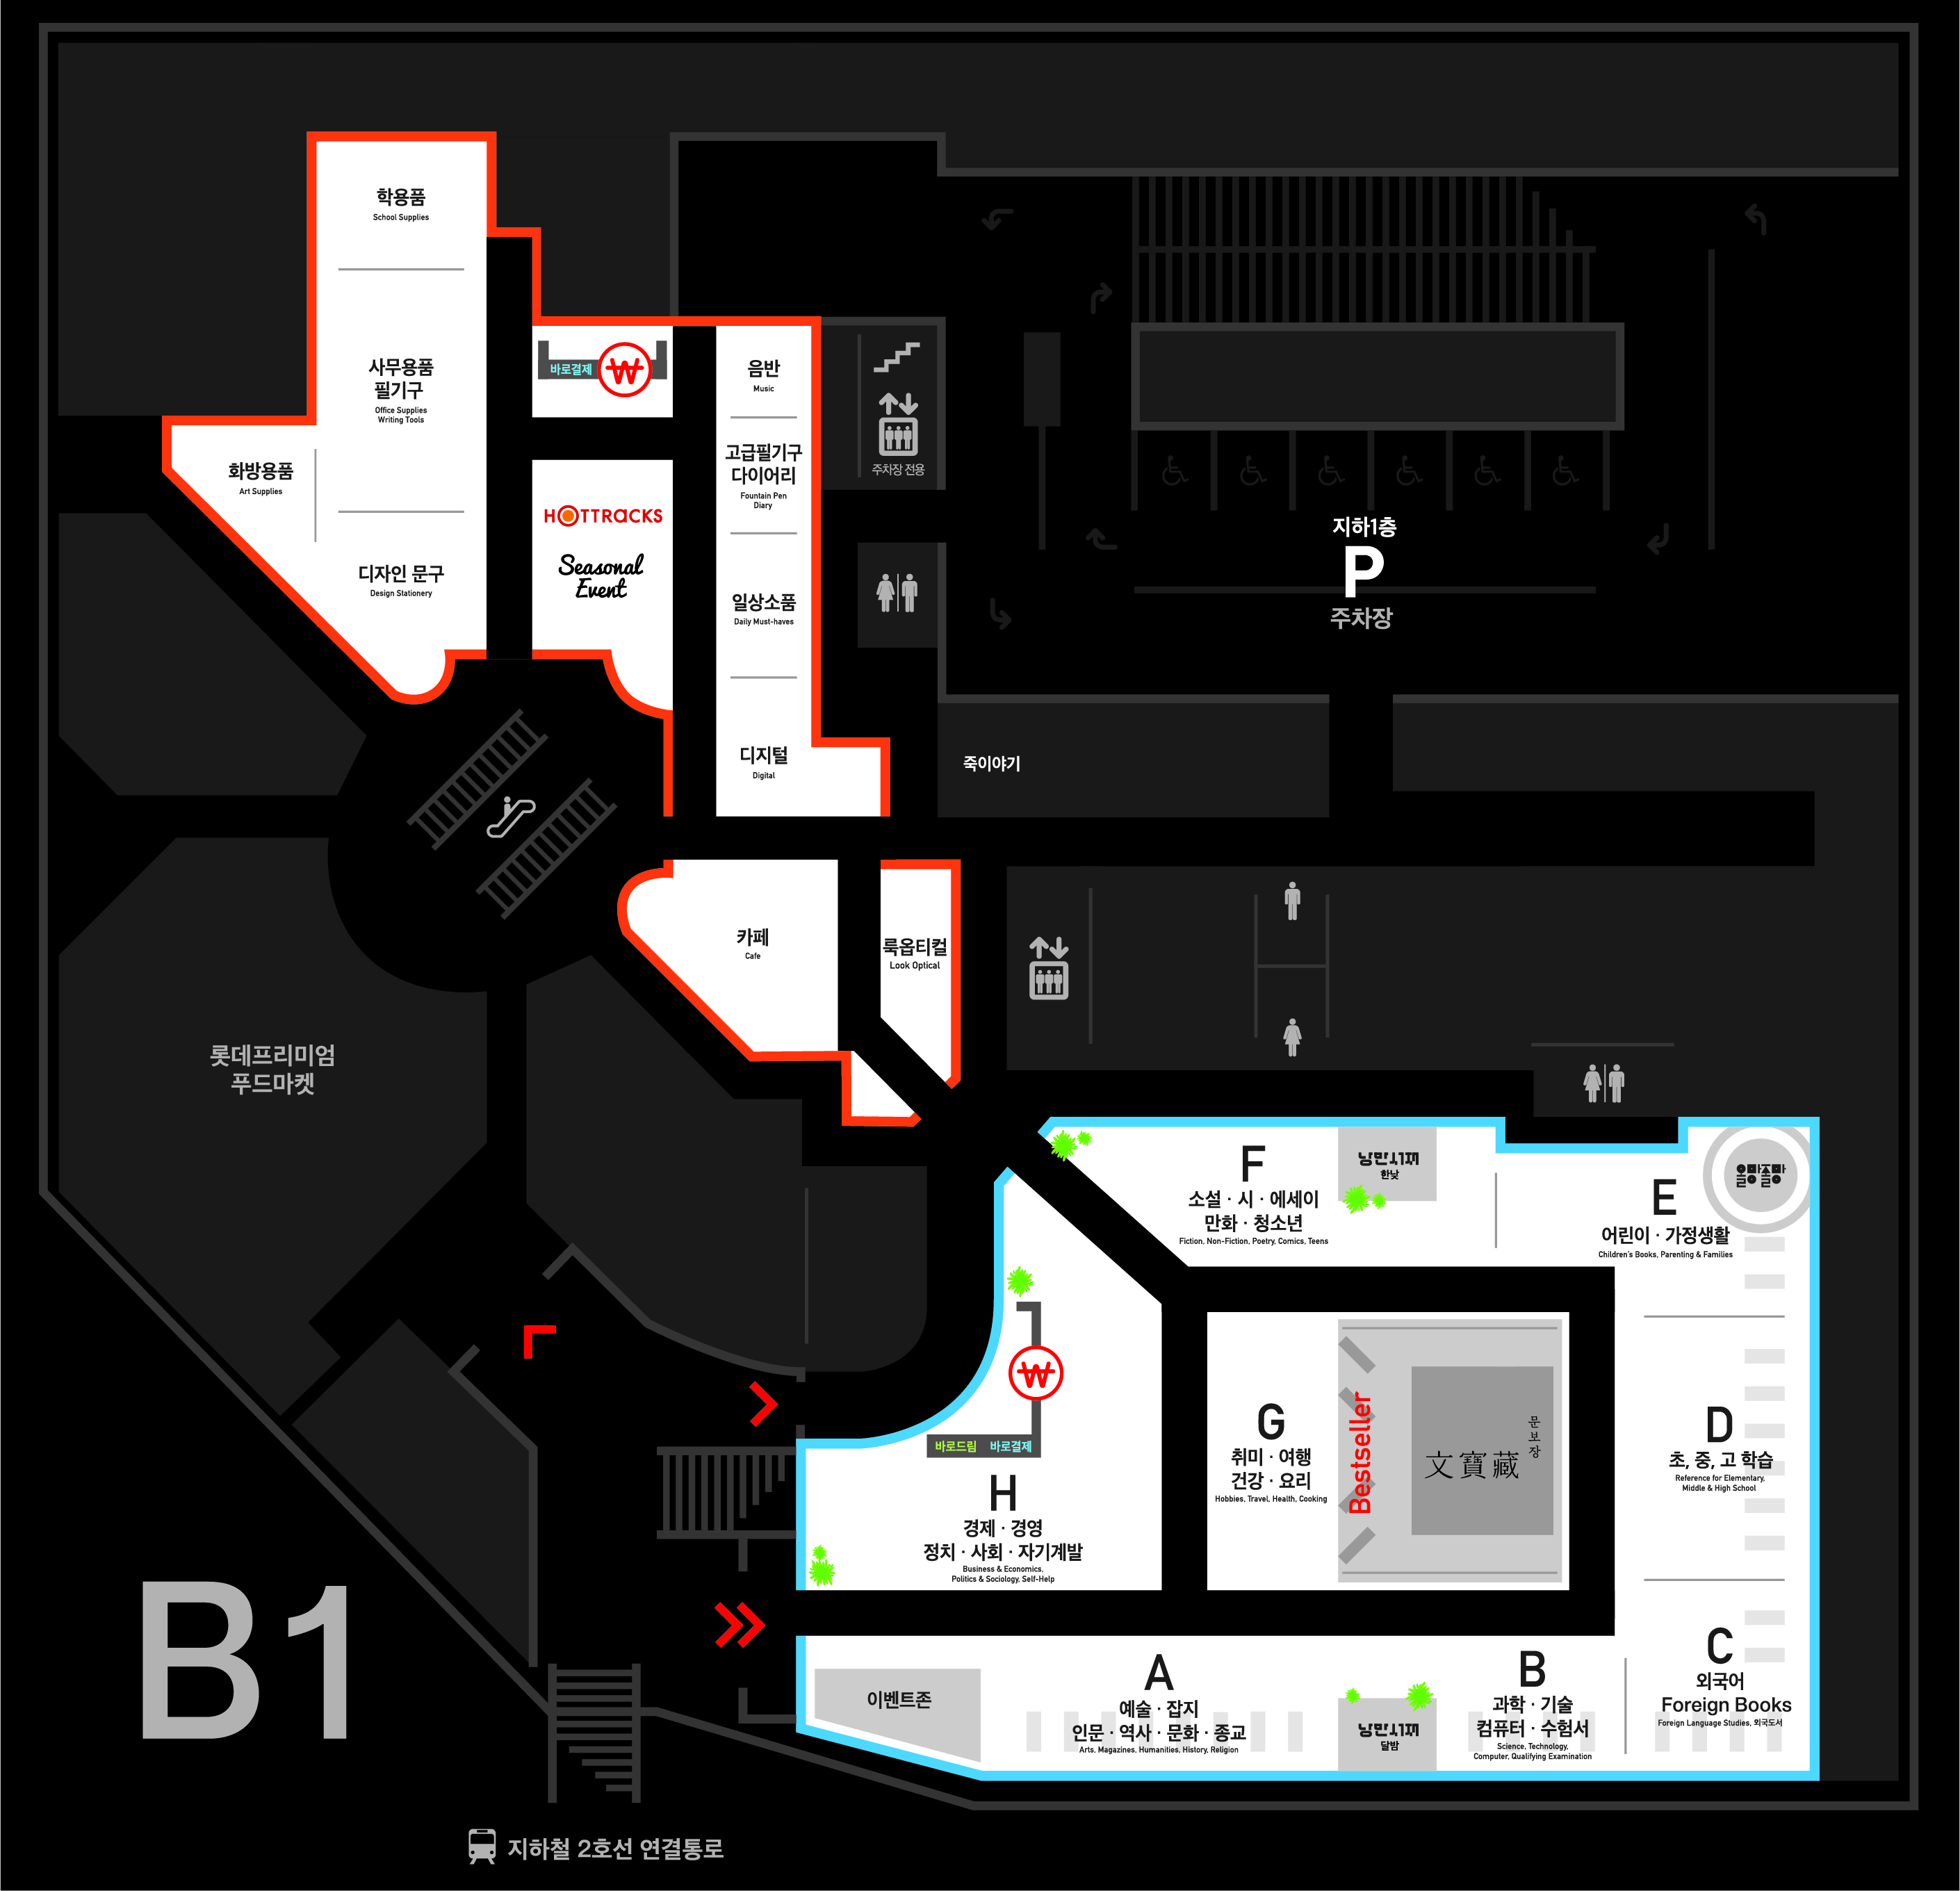 학용품
School Supplies
사무용품
필기구
Office Supplies
Writing Tools
화방용품
Art Supplies
디자인 문구
Design Stationery
바로결제
₩
HOTTRACKS
Seasonal
Event
음반
Music
고급필기구
다이어리
Fountain Pen
Diary
일상소품
Daily Must-haves
디지털
Digital
주차장 전용
지하1층
P
주차장
죽이야기
카페
Cafe
룩옵티컬
Look Optical
롯데프리미엄
푸드마켓
F
소설 · 시 · 에세이
만화 · 청소년
Fiction, Non-Fiction, Poetry, Comics, Teens
낭만서재
한낮
E
어린이 · 가정생활
Children's Books, Parenting & Families
올망졸망
₩
바로드림 바로결제
H
경제 · 경영
정치 · 사회 · 자기계발
Business & Economics,
Politics & Sociology, Self-Help
G
취미 · 여행
건강 · 요리
Hobbies, Travel, Health, Cooking
Bestseller
文寶藏
문보장
D
초, 중, 고 학습
Reference for Elementary,
Middle & High School
이벤트존
A
예술 · 잡지
인문 · 역사 · 문화 · 종교
Arts, Magazines, Humanities, History, Religion
낭만서재
달밤
B
과학 · 기술
컴퓨터 · 수험서
Science, Technology,
Computer, Qualifying Examination
C
외국어
Foreign Books
Foreign Language Studies, 외국도서
B1
지하철 2호선 연결통로